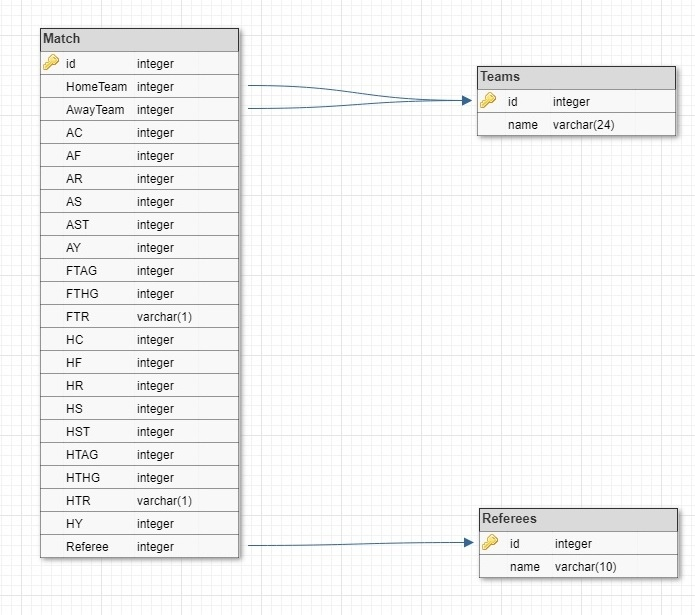 Match
id integer
HomeTeam integer
AwayTeam integer
AC integer
AF integer
AR integer
AS integer
AST integer
AY integer
FTAG integer
FTHG integer
FTR varchar(1)
HC integer
HF integer
HR integer
HS integer
HST integer
HTAG integer
HTHG integer
HTR varchar(1)
HY integer
Referee integer
Teams
id integer
name varchar(24)
Referees
id integer
name varchar(10)